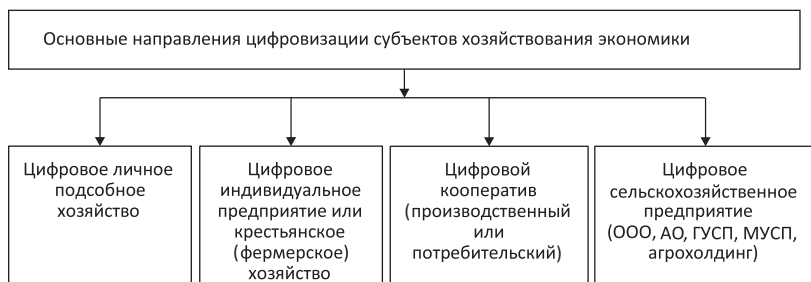 Основные направления цифровизации субъектов хозяйствования экономики
Цифровое личное
подсобное
хозяйство
Цифровое
индивидуальное
предприятие или
крестьянское
(фермерское)
хозяйство
Цифровой
кооператив
(производственный
или
потребительский)
Цифровое
сельскохозяйственное
предприятие
(ООО, АО, ГУСП, МУСП,
агрохолдинг)